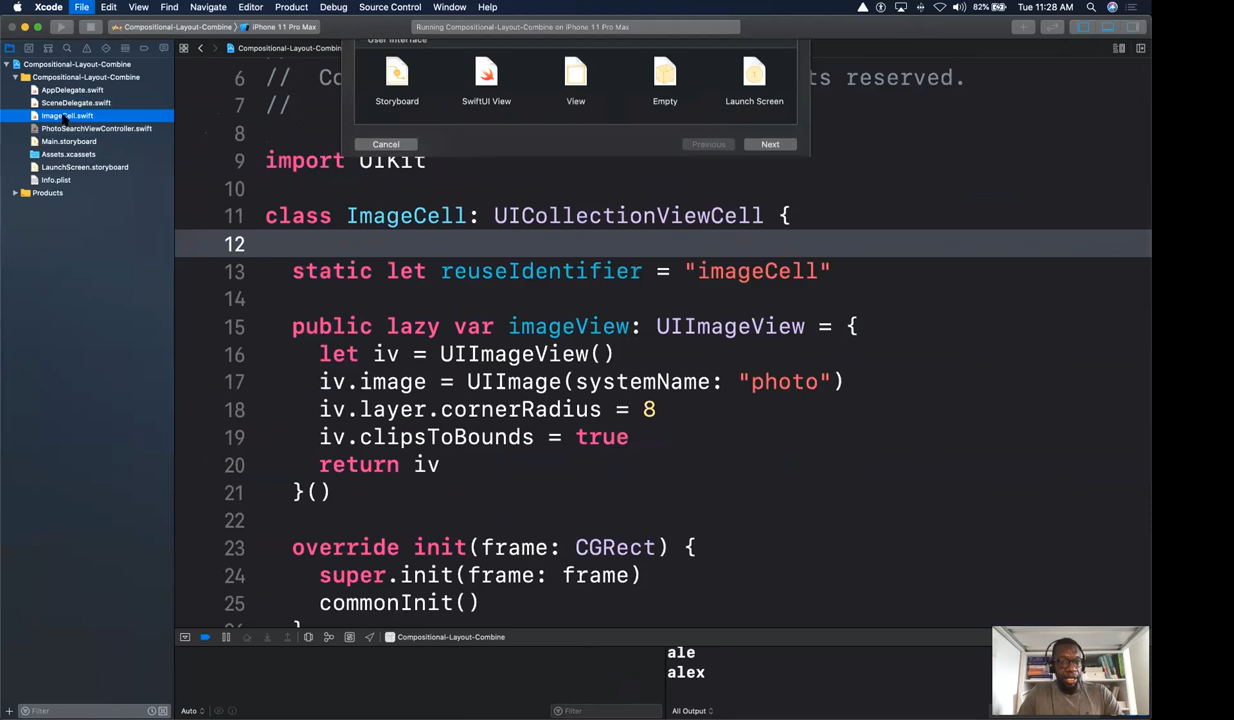 Xcode File Edit View Find Navigate Editor Product Debug Source Control Window Help
82% Tue 11:28 AM
Compositional-Layout-Combine iPhone 11 Pro Max
Running Compositional-Layout-Combine on iPhone 11 Pro Max
Compositional-Layout-Combine
Compositional-Layout-Combine
AppDelegate.swift
SceneDelegate.swift
ImageCell.swift
PhotoSearchViewController.swift
Main.storyboard
Assets.xcassets
LaunchScreen.storyboard
Info.plist
Products
Compositional-Layout-Combin
User Interface
Storyboard SwiftUI View View Empty Launch Screen
Cancel Previous Next
6 // Co ts reserved.
7 //
8
9 import UIKit
10
11 class ImageCell: UICollectionViewCell {
12
13 static let reuseIdentifier = "imageCell"
14
15 public lazy var imageView: UIImageView = {
16 let iv = UIImageView()
17 iv.image = UIImage(systemName: "photo")
18 iv.layer.cornerRadius = 8
19 iv.clipsToBounds = true
20 return iv
21 }()
22
23 override init(frame: CGRect) {
24 super.init(frame: frame)
25 commonInit()
Compositional-Layout-Combine
ale
alex
Filter
Auto
Filter
All Output